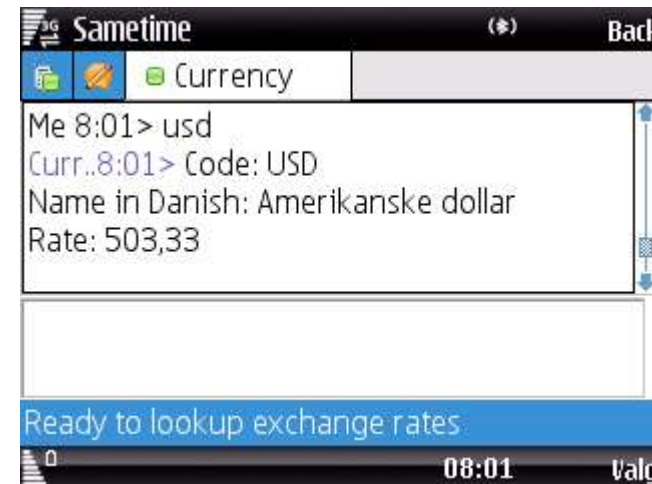 3G Sametime Back
Currency
Me 8:01> usd
Curr..8:01> Code: USD
Name in Danish: Amerikanske dollar
Rate: 503,33
Ready to lookup exchange rates
08:01 Valg